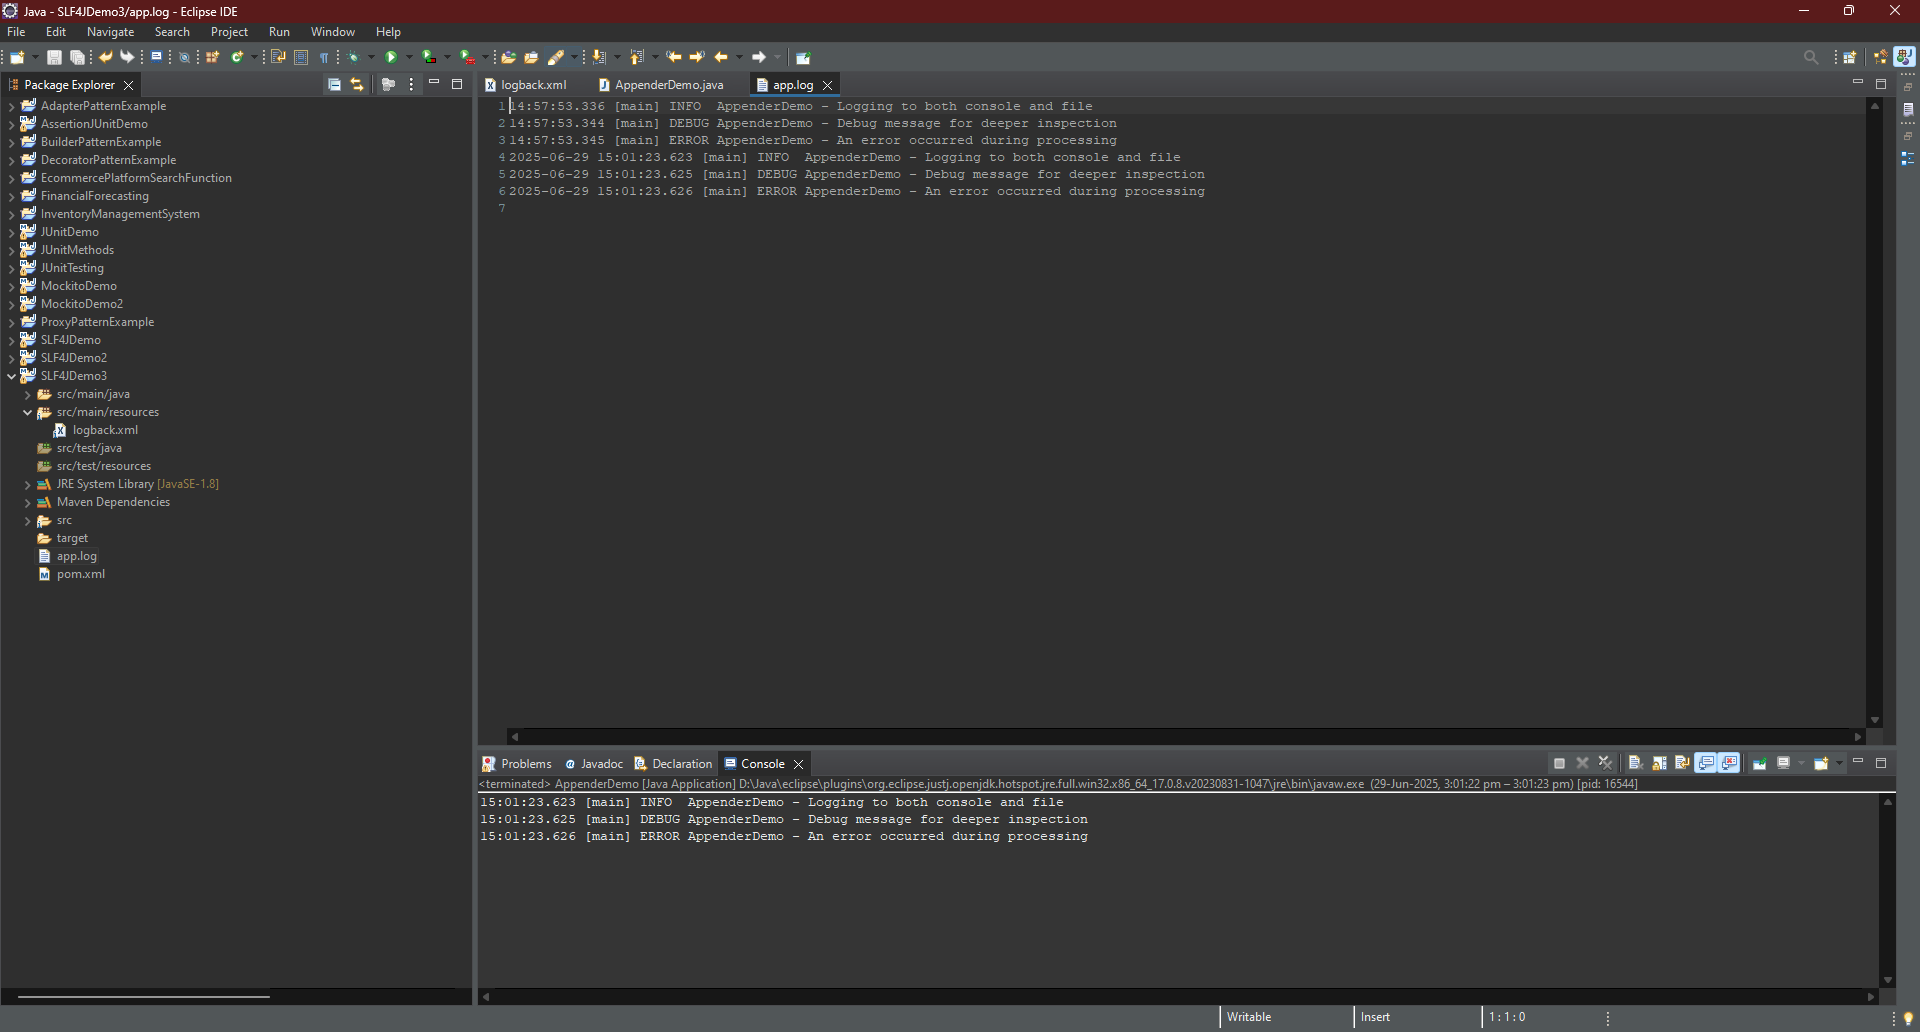 Java - SLF4JDemo3/app.log - Eclipse IDE
File Edit Navigate Search Project Run Window Help
Package Explorer
AdapterPatternExample
AssertionJUnitDemo
BuilderPatternExample
DecoratorPatternExample
EcommercePlatformSearchFunction
FinancialForecasting
InventoryManagementSystem
JUnitDemo
JUnitMethods
JUnitTesting
MockitoDemo
MockitoDemo2
ProxyPatternExample
SLF4JDemo
SLF4JDemo2
SLF4JDemo3
src/main/java
src/main/resources
logback.xml
src/test/java
src/test/resources
JRE System Library [JavaSE-1.8]
Maven Dependencies
src
target
app.log
pom.xml
logback.xml AppenderDemo.java app.log
1 14:57:53.336 [main] INFO  AppenderDemo - Logging to both console and file
2 14:57:53.344 [main] DEBUG AppenderDemo - Debug message for deeper inspection
3 14:57:53.345 [main] ERROR AppenderDemo - An error occurred during processing
4 2025-06-29 15:01:23.623 [main] INFO  AppenderDemo - Logging to both console and file
5 2025-06-29 15:01:23.625 [main] DEBUG AppenderDemo - Debug message for deeper inspection
6 2025-06-29 15:01:23.626 [main] ERROR AppenderDemo - An error occurred during processing
7
Problems Javadoc Declaration Console
<terminated> AppenderDemo [Java Application] D:\Java\eclipse\plugins\org.eclipse.justj.openjdk.hotspot.jre.full.win32.x86_64_17.0.8.v20230831-1047\jre\bin\javaw.exe (29-Jun-2025, 3:01:22 pm – 3:01:23 pm) [pid: 16544]
15:01:23.623 [main] INFO  AppenderDemo - Logging to both console and file
15:01:23.625 [main] DEBUG AppenderDemo - Debug message for deeper inspection
15:01:23.626 [main] ERROR AppenderDemo - An error occurred during processing
Writable Insert 1 : 1 : 0